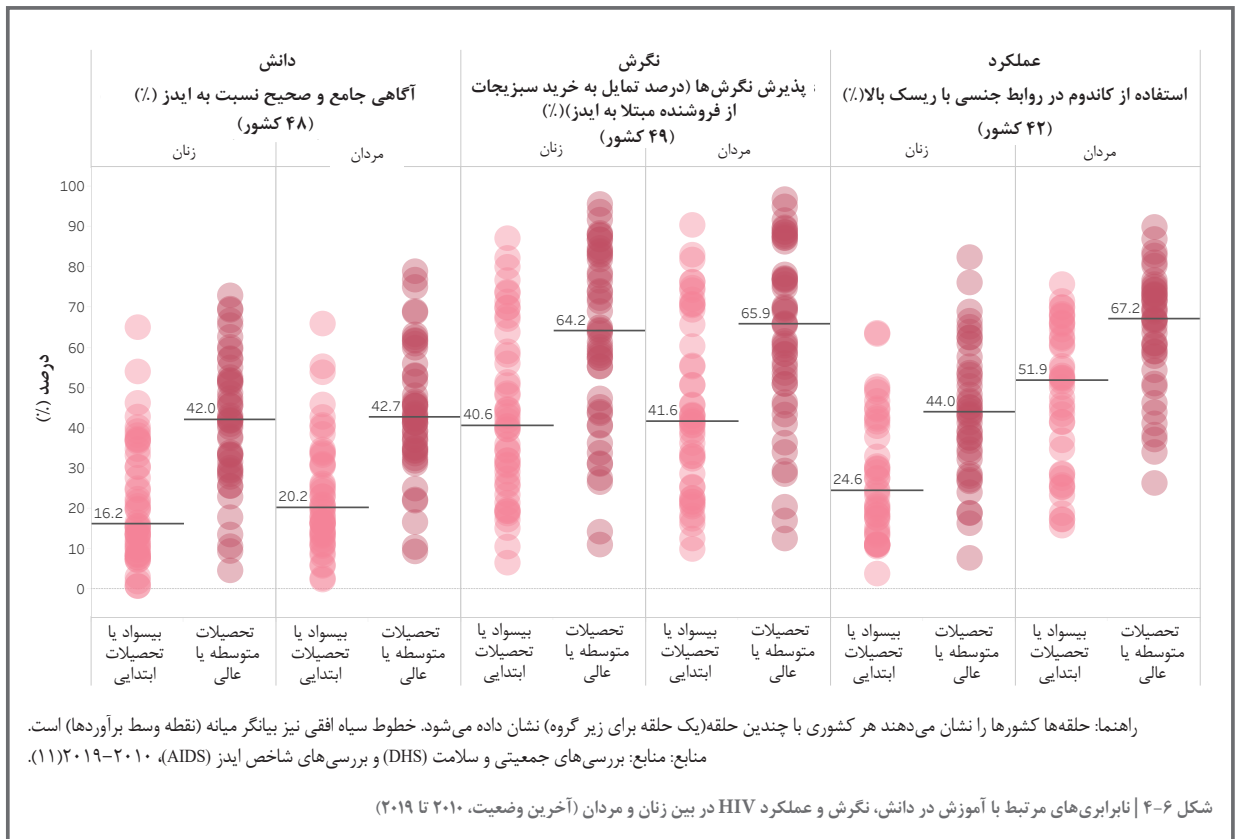 دانش
آگاهی جامع و صحیح نسبت به ایدز (٪)
(۴۸ کشور)
نگرش
پذیرش نگرش‌ها (درصد تمایل به خرید سبزیجات
از فروشنده مبتلا به ایدز)(٪)
(۴۹ کشور)
عملکرد
استفاده از کاندوم در روابط جنسی با ریسک بالا(٪)
(۴۲ کشور)
زنان
مردان
زنان
مردان
زنان
مردان
درصد (٪)
100
90
80
70
60
50
40
30
20
10
0
16.2
42.0
20.2
42.7
40.6
64.2
41.6
65.9
24.6
44.0
51.9
67.2
بیسواد یا
تحصیلات
ابتدایی
تحصیلات
متوسطه یا
عالی
بیسواد یا
تحصیلات
ابتدایی
تحصیلات
متوسطه یا
عالی
بیسواد یا
تحصیلات
ابتدایی
تحصیلات
متوسطه یا
عالی
بیسواد یا
تحصیلات
ابتدایی
تحصیلات
متوسطه یا
عالی
بیسواد یا
تحصیلات
ابتدایی
تحصیلات
متوسطه یا
عالی
بیسواد یا
تحصیلات
ابتدایی
تحصیلات
متوسطه یا
عالی
راهنما: حلقه‌ها کشورها را نشان می‌دهند هر کشوری با چندین حلقه(یک حلقه برای زیر گروه) نشان داده می‌شود. خطوط سیاه افقی نیز بیانگر میانه (نقطه وسط برآوردها) است.
منابع: منابع: بررسی‌های جمعیتی و سلامت (DHS) و بررسی‌های شاخص ایدز (AIDS)، ۲۰۱۰-۲۰۱۹(۱۱).
شکل ۶-۴ | نابرابری‌های مرتبط با آموزش در دانش، نگرش و عملکرد HIV در بین زنان و مردان (آخرین وضعیت، ۲۰۱۰ تا ۲۰۱۹)